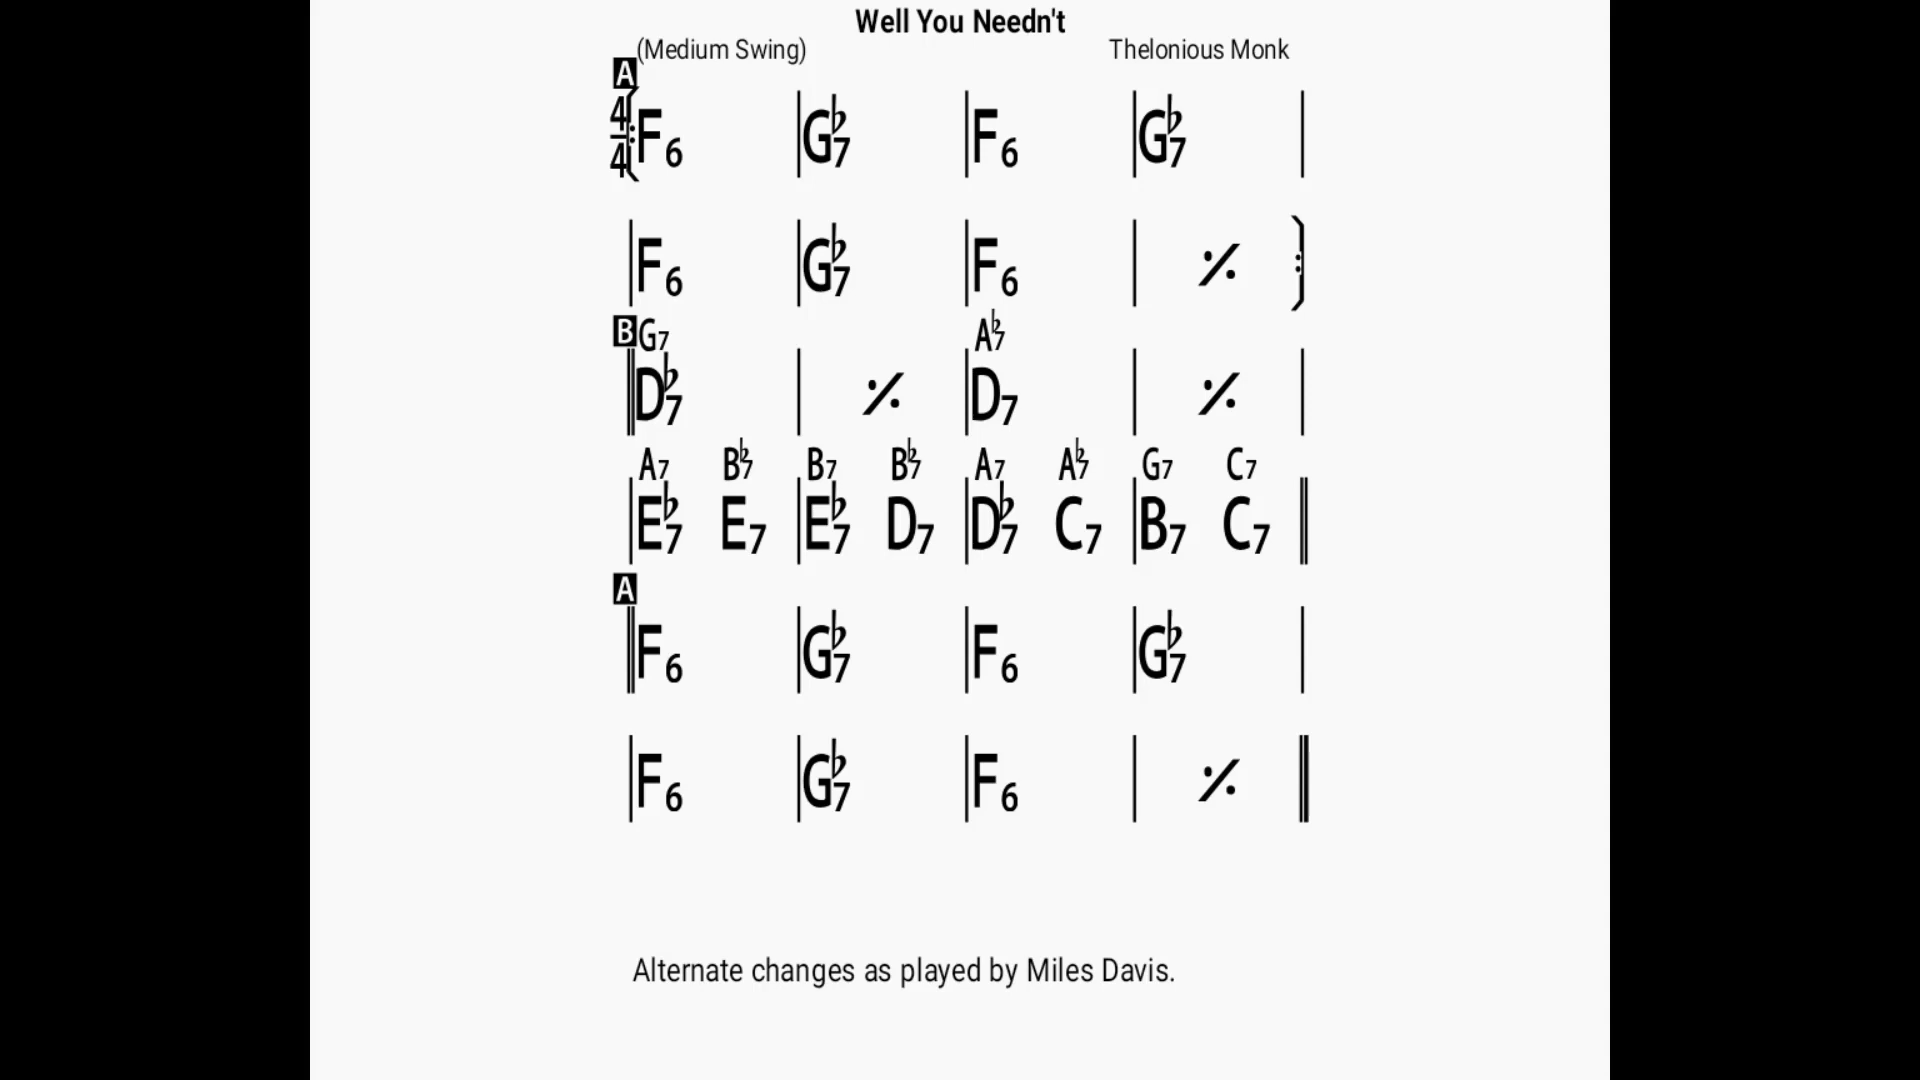 Well You Needn't
(Medium Swing) Thelonious Monk
A
4/4 F6 G♭7 F6 G♭7
F6 G♭7 F6 𝄎
B G7 A♭7
D♭7 𝄎 D7 𝄎
A7 B♭7 B7 B♭7 A7 A♭7 G7 C7
E♭7 E7 E♭7 D7 D♭7 C7 B7 C7
A
F6 G♭7 F6 G♭7
F6 G♭7 F6 𝄎
Alternate changes as played by Miles Davis.